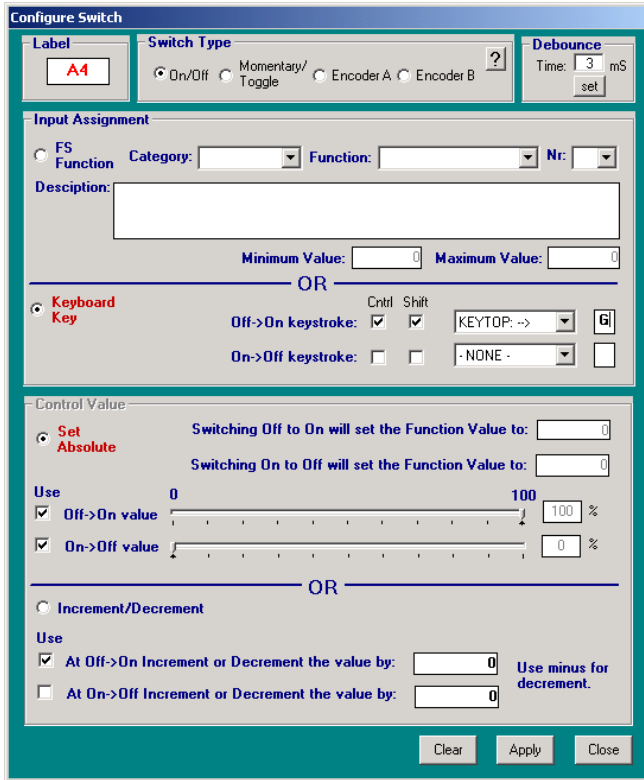 Configure Switch
Label
A4
Switch Type
On/Off
Momentary/
Toggle
Encoder A
Encoder B
?
Debounce
Time: 3 mS
set
Input Assignment
FS
Function
Category:
Function:
Nr:
Desciption:
Minimum Value: 0
Maximum Value: 0
OR
Keyboard
Key
Cntrl Shift
Off->On keystroke:
KEYTOP: -->
G
On->Off keystroke:
- NONE -
Control Value
Set
Absolute
Switching Off to On will set the Function Value to: 0
Switching On to Off will set the Function Value to: 0
Use
0
100
Off->On value
100 %
On->Off value
0 %
OR
Increment/Decrement
Use
At Off->On Increment or Decrement the value by: 0
At On->Off Increment or Decrement the value by: 0
Use minus for
decrement.
Clear
Apply
Close